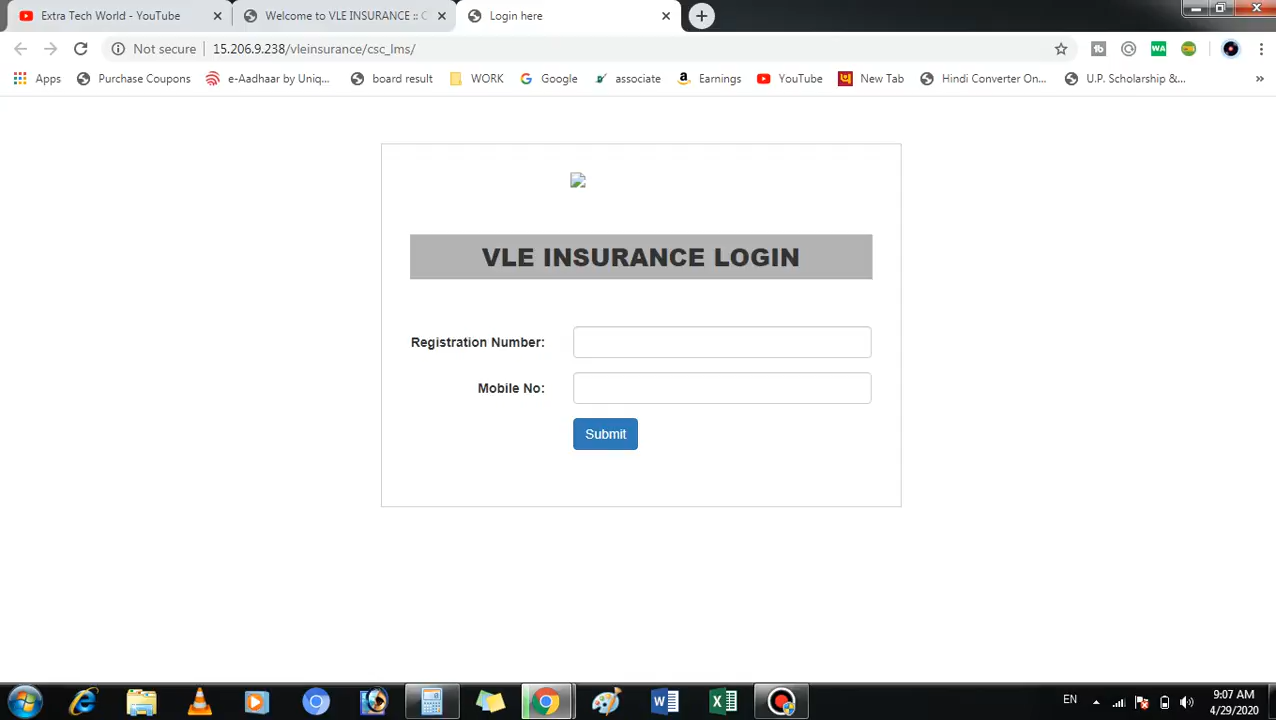 Extra Tech World - YouTube
Welcome to VLE INSURANCE :: C
Login here
Not secure
15.206.9.238/vleinsurance/csc_lms/
WA
Apps
Purchase Coupons
e-Aadhaar by Uniq...
board result
WORK
Google
associate
Earnings
YouTube
New Tab
Hindi Converter On...
U.P. Scholarship &...
»
VLE INSURANCE LOGIN
Registration Number:
Mobile No:
Submit
EN
9:07 AM
4/29/2020